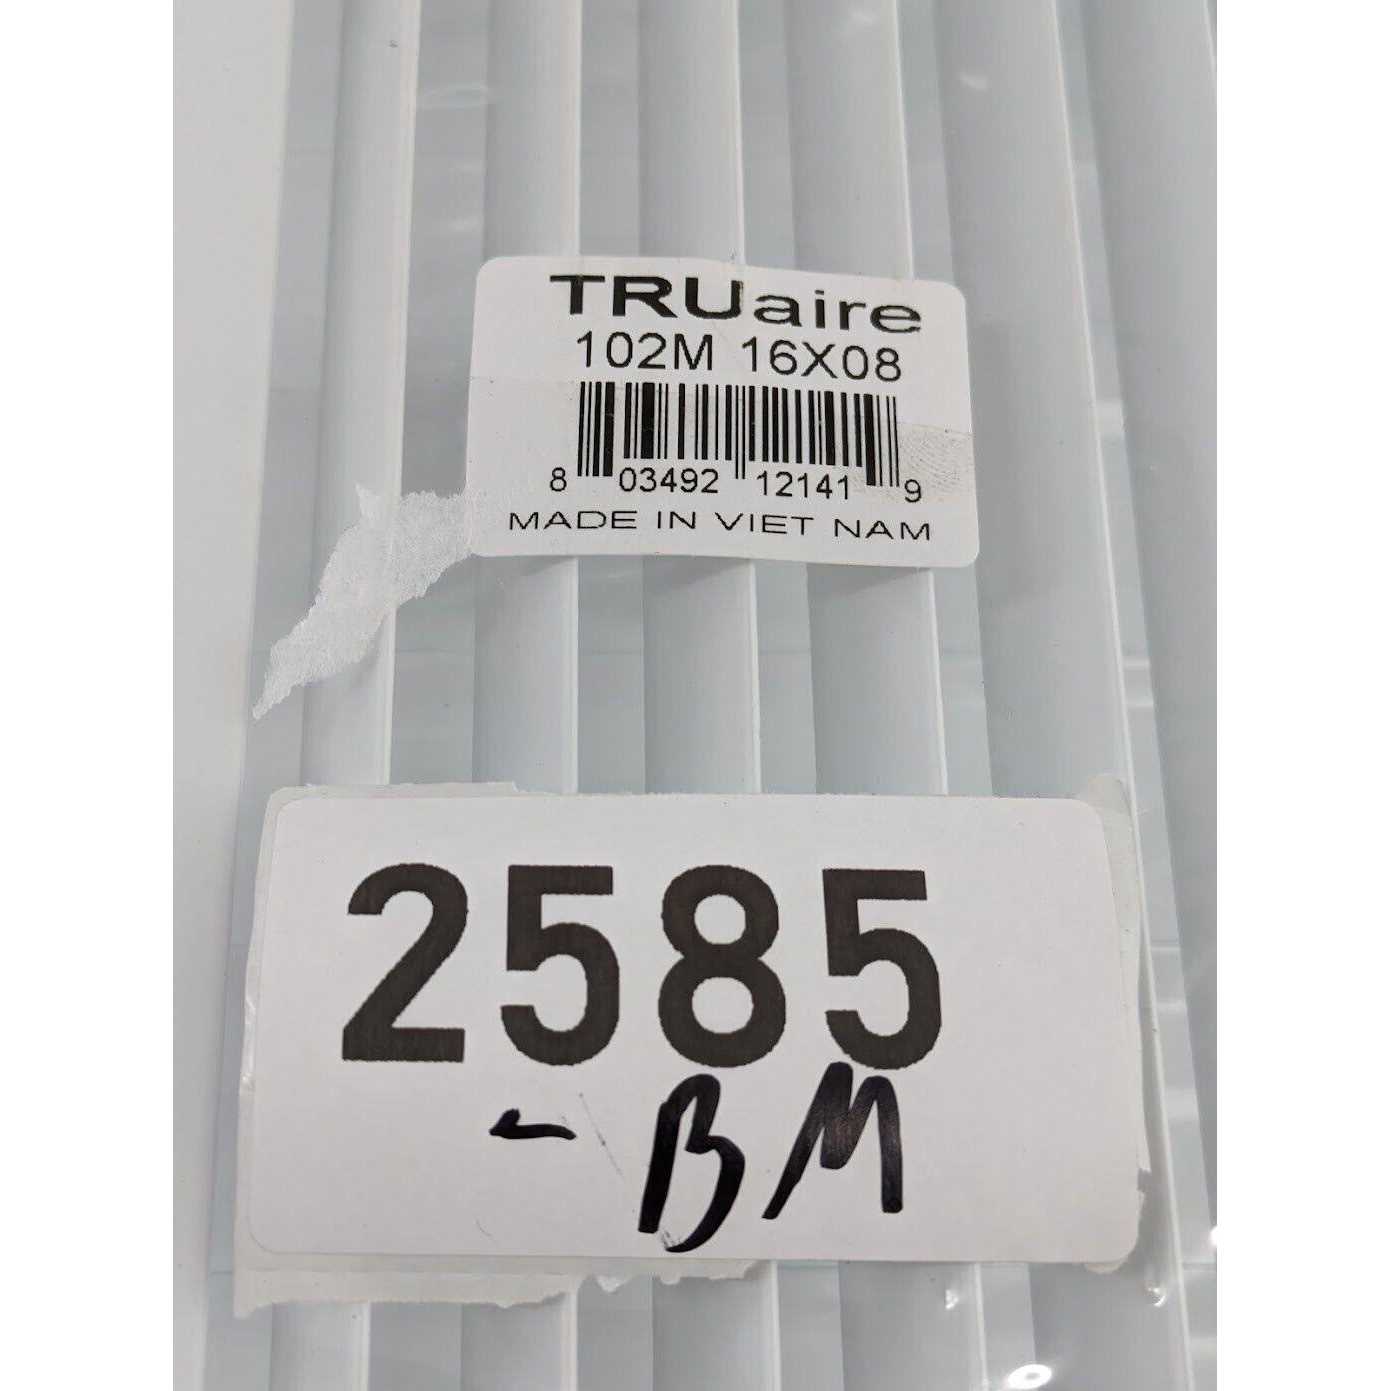 TRUaire
102M 16X08
8 03492 12141 9
MADE IN VIET NAM
2585
- BM